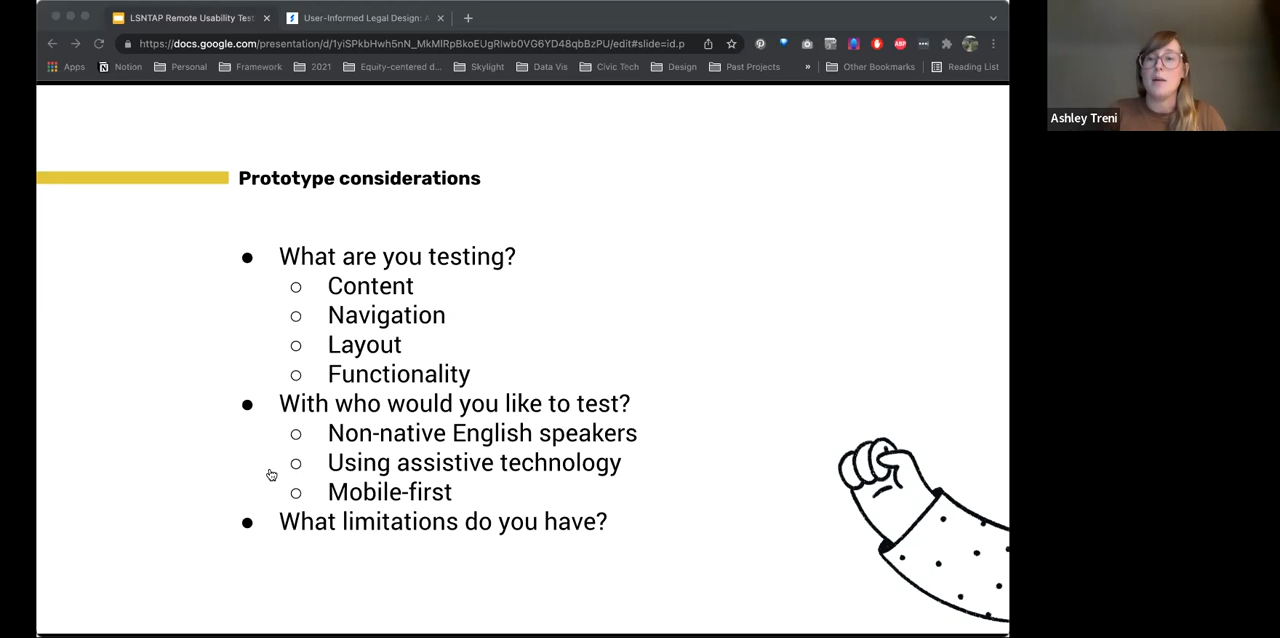 LSNTAP Remote Usability Test
User-Informed Legal Design: A
https://docs.google.com/presentation/d/1yiSPkbHwh5nN_MkMlRpBkoEUgRIwb0VG6YD48qbBzPU/edit#slide=id.p
ABP
Apps Notion Personal Framework 2021 Equity-centered d... Skylight Data Vis Civic Tech Design Past Projects » Other Bookmarks Reading List
Ashley Treni
Prototype considerations
● What are you testing?
○ Content
○ Navigation
○ Layout
○ Functionality
● With who would you like to test?
○ Non-native English speakers
○ Using assistive technology
○ Mobile-first
● What limitations do you have?